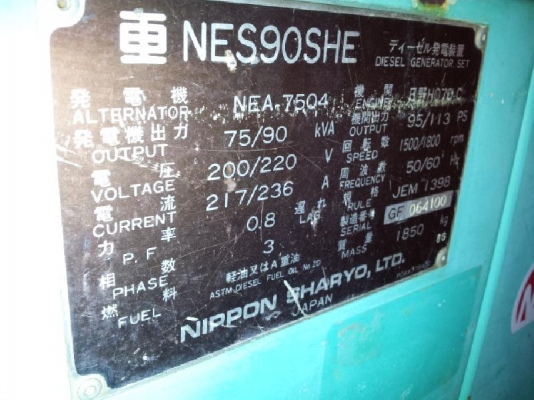 車 NES90SHE ディーゼル発電装置
DIESEL GENERATOR SET
発電機 NEA-7504 機関 日野H07D C
ALTERNATOR ENGINE
発電機出力 75/90 kVA 機関出力 95/113 PS
OUTPUT OUTPUT
電圧 200/220 V 回転数 1500/1800 rpm
VOLTAGE SPEED
電流 217/236 A 周波数 50/60 Hz
CURRENT FREQUENCY
力率 0.8 遅れ 規格 JEM 1398
P.F. LAG RULE
相数 3 製造番号 GF 064100
PHASE SERIAL
燃料 軽油又はA重油 質量 1850 kg
FUEL ASTM DIESEL FUEL OIL No 2D MASS
NIPPON SHARYO, LTD.
JAPAN